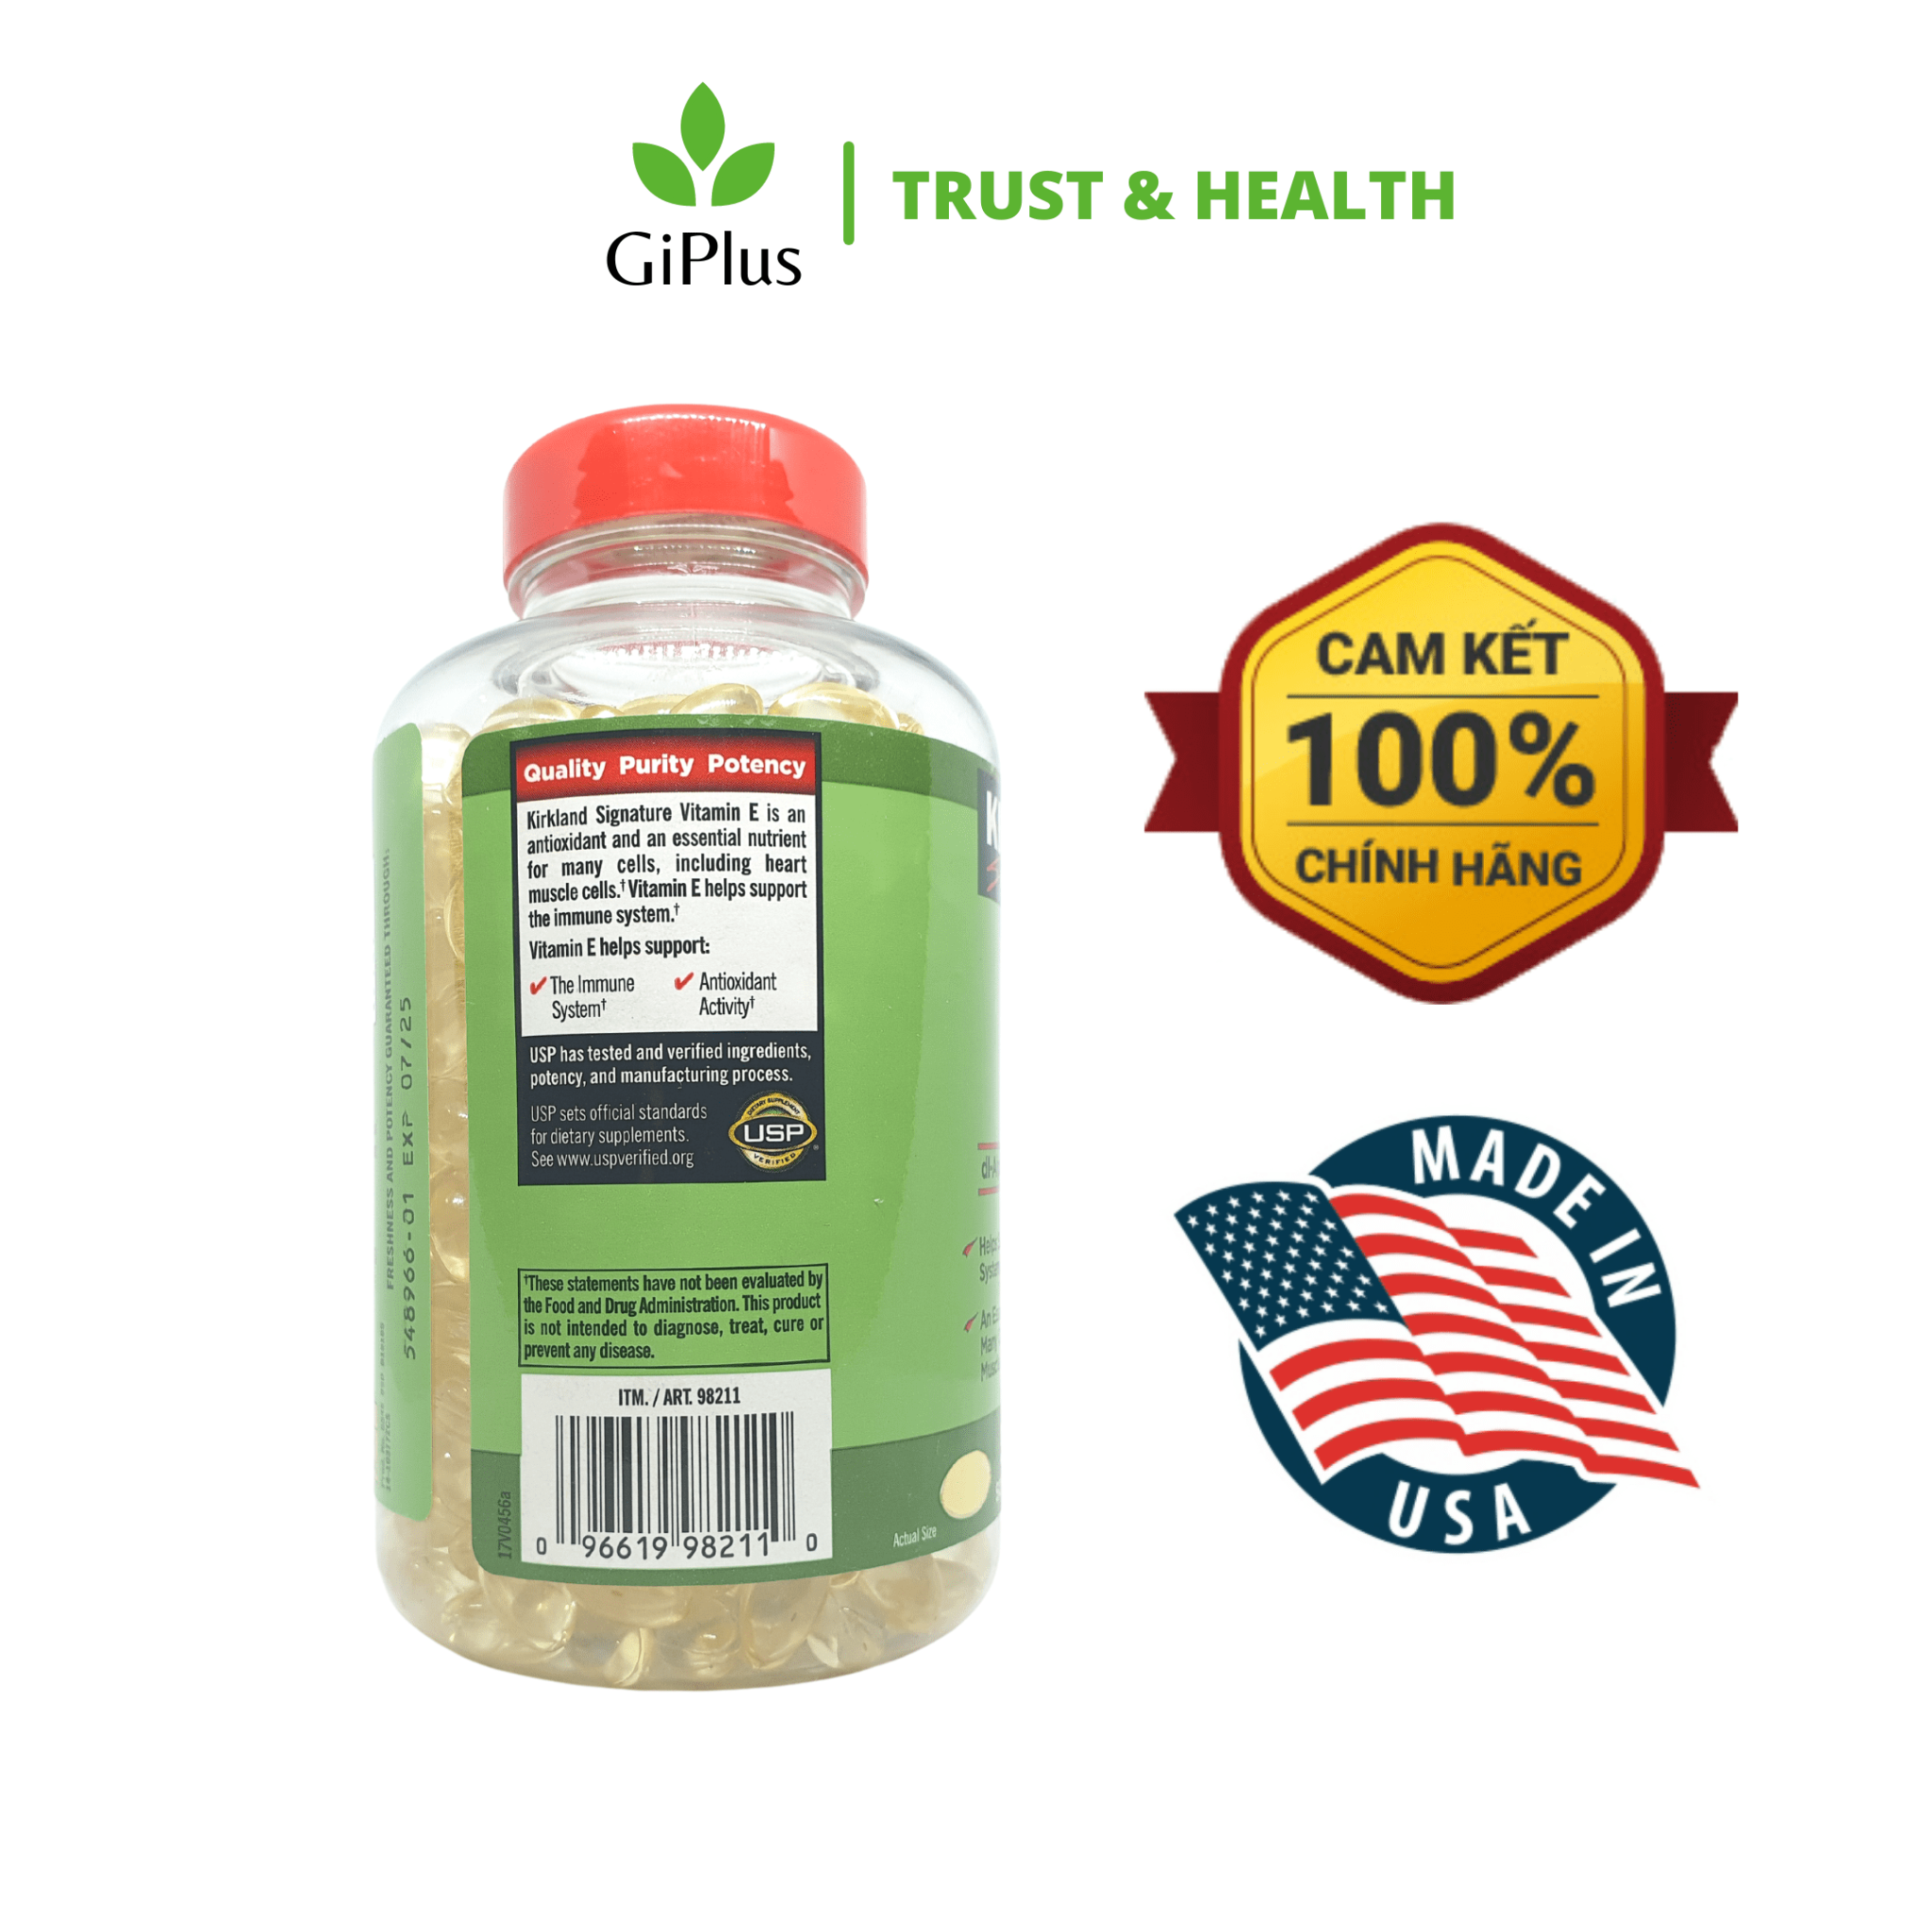 GiPlus
TRUST & HEALTH
Quality Purity Potency
Kirkland Signature Vitamin E is an
antioxidant and an essential nutrient
for many cells, including heart
muscle cells.† Vitamin E helps support
the immune system.†
Vitamin E helps support:
✔ The Immune
System†
✔ Antioxidant
Activity†
USP has tested and verified ingredients,
potency, and manufacturing process.
USP sets official standards
for dietary supplements.
See www.uspverified.org
DIETARY SUPPLEMENT
USP
VERIFIED
†These statements have not been evaluated by
the Food and Drug Administration. This product
is not intended to diagnose, treat, cure or
prevent any disease.
ITM. / ART. 98211
0 96619 98211 0
17V0456a
Actual Size
FRESHNESS AND POTENCY GUARANTEED THROUGH:
548966-01 EXP 07/25
CAM KẾT
100%
CHÍNH HÃNG
MADE IN
USA